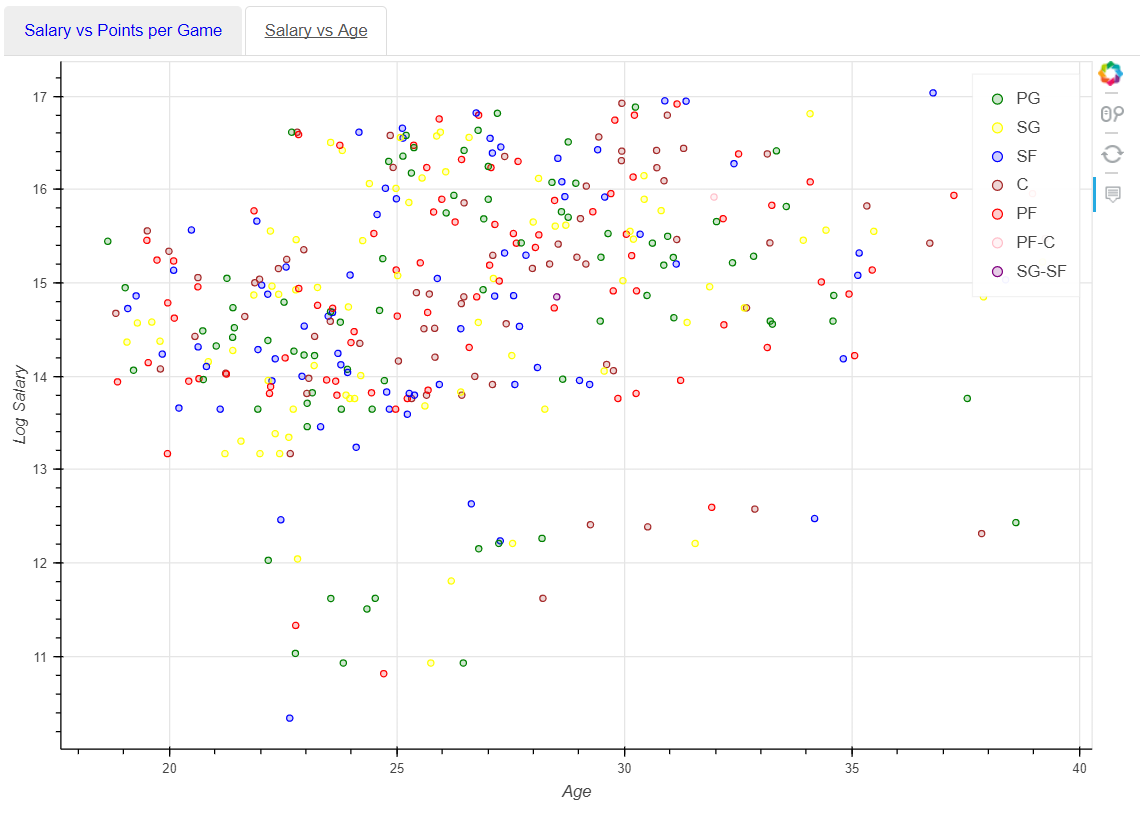 Salary vs Points per Game
Salary vs Age
PG
SG
SF
C
PF
PF-C
SG-SF
17
16
15
14
13
12
11
Log Salary
20
25
30
35
40
Age